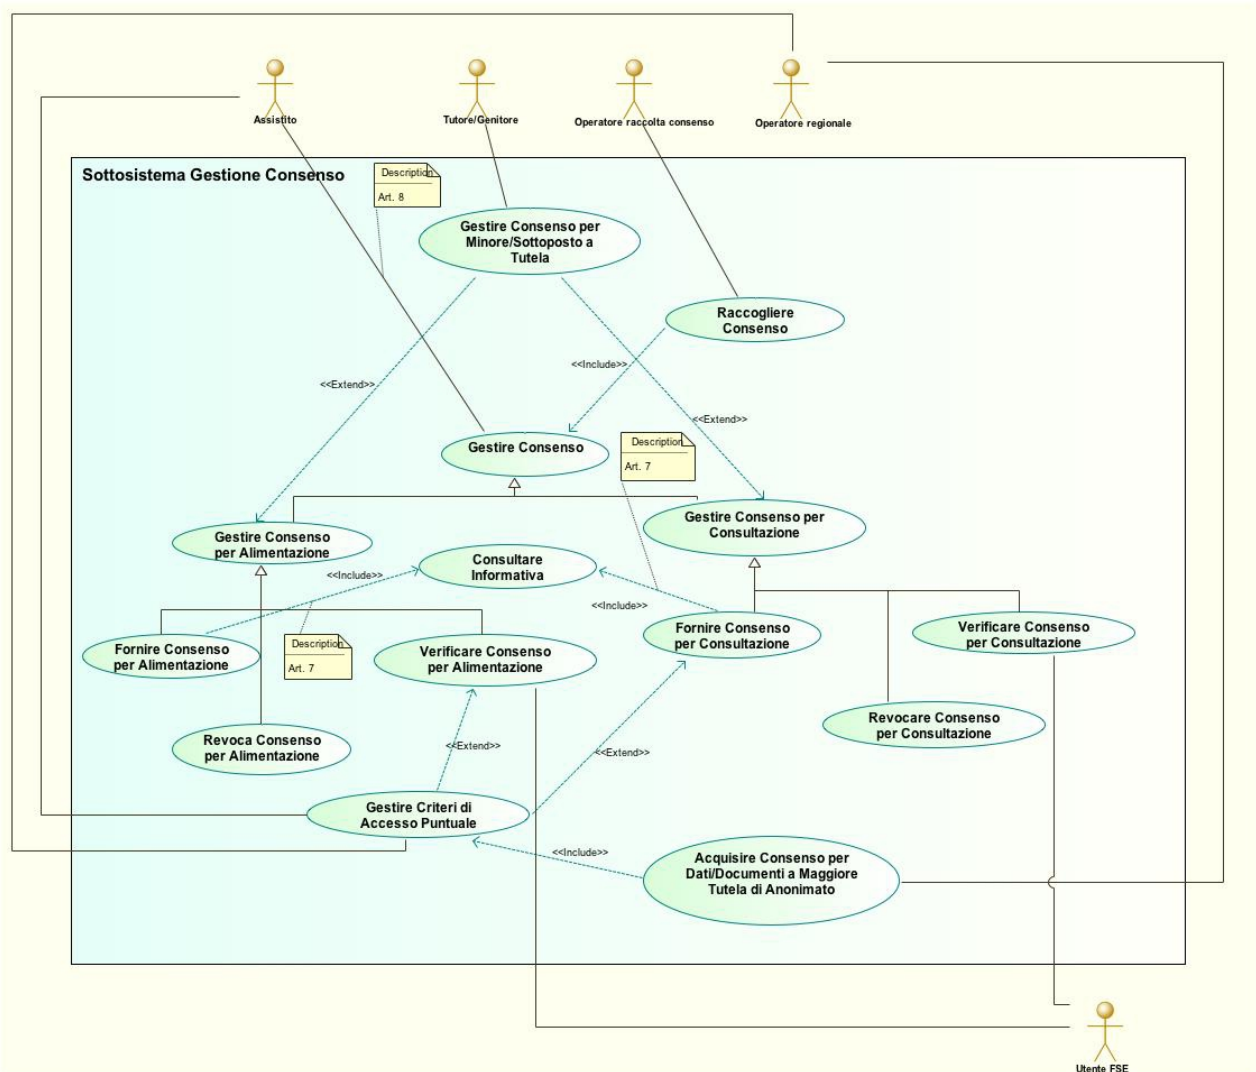 Assistito
Tutore/Genitore
Operatore raccolta consenso
Operatore regionale
Sottosistema Gestione Consenso
Description
Art. 8
Gestire Consenso per
Minore/Sottoposto a
Tutela
Raccogliere
Consenso
<<Include>>
<<Extend>>
<<Extend>>
Gestire Consenso
Description
Art. 7
Gestire Consenso per
Consultazione
Gestire Consenso
per Alimentazione
Consultare
Informativa
<<Include>>
<<Include>>
Fornire Consenso
per Alimentazione
Description
Art. 7
Verificare Consenso
per Alimentazione
Fornire Consenso
per Consultazione
Verificare Consenso
per Consultazione
Revocare Consenso
per Consultazione
Revoca Consenso
per Alimentazione
<<Extend>>
<<Extend>>
Gestire Criteri di
Accesso Puntuale
<<Include>>
Acquisire Consenso per
Dati/Documenti a Maggiore
Tutela di Anonimato
Utente FSE